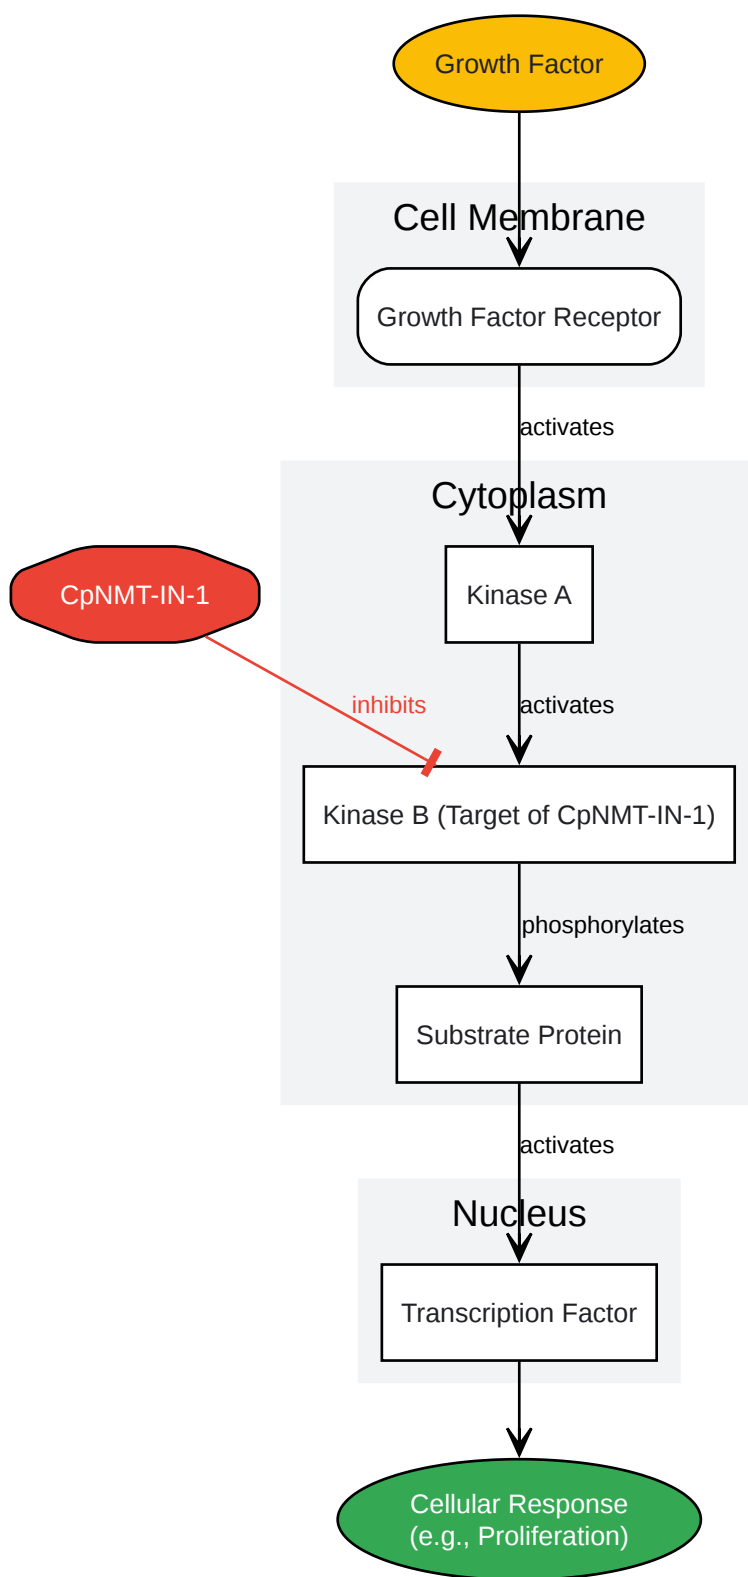 Growth Factor
Cell Membrane
Growth Factor Receptor
activates
Cytoplasm
CpNMT-IN-1
Kinase A
inhibits
activates
Kinase B (Target of CpNMT-IN-1)
phosphorylates
Substrate Protein
activates
Nucleus
Transcription Factor
Cellular Response
(e.g., Proliferation)